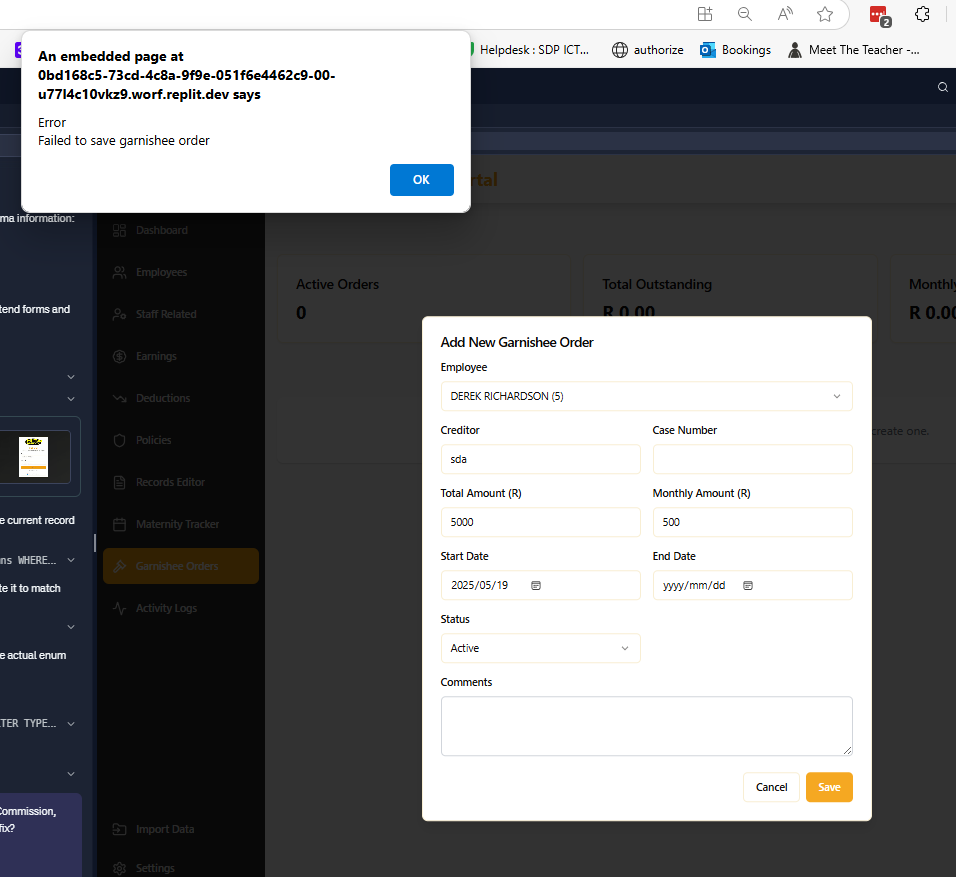 2
Helpdesk : SDP ICT...
authorize
Bookings
Meet The Teacher -...
An embedded page at
0bd168c5-73cd-4c8a-9f9e-051f6e4462c9-00-
u77l4c10vkz9.worf.replit.dev says
Error
Failed to save garnishee order
OK
rtal
ma information:
tend forms and
e current record
ns WHERE...
te it to match
e actual enum
TER TYPE...
Commission,
fix?
Dashboard
Employees
Staff Related
Earnings
Deductions
Policies
Records Editor
Maternity Tracker
Garnishee Orders
Activity Logs
Import Data
Settings
Active Orders
0
Total Outstanding
R 0.00
Monthly
R 0.00
create one.
Add New Garnishee Order
Employee
DEREK RICHARDSON (5)
Creditor
Case Number
sda
Total Amount (R)
Monthly Amount (R)
5000
500
Start Date
End Date
2025/05/19
yyyy/mm/dd
Status
Active
Comments
Cancel
Save